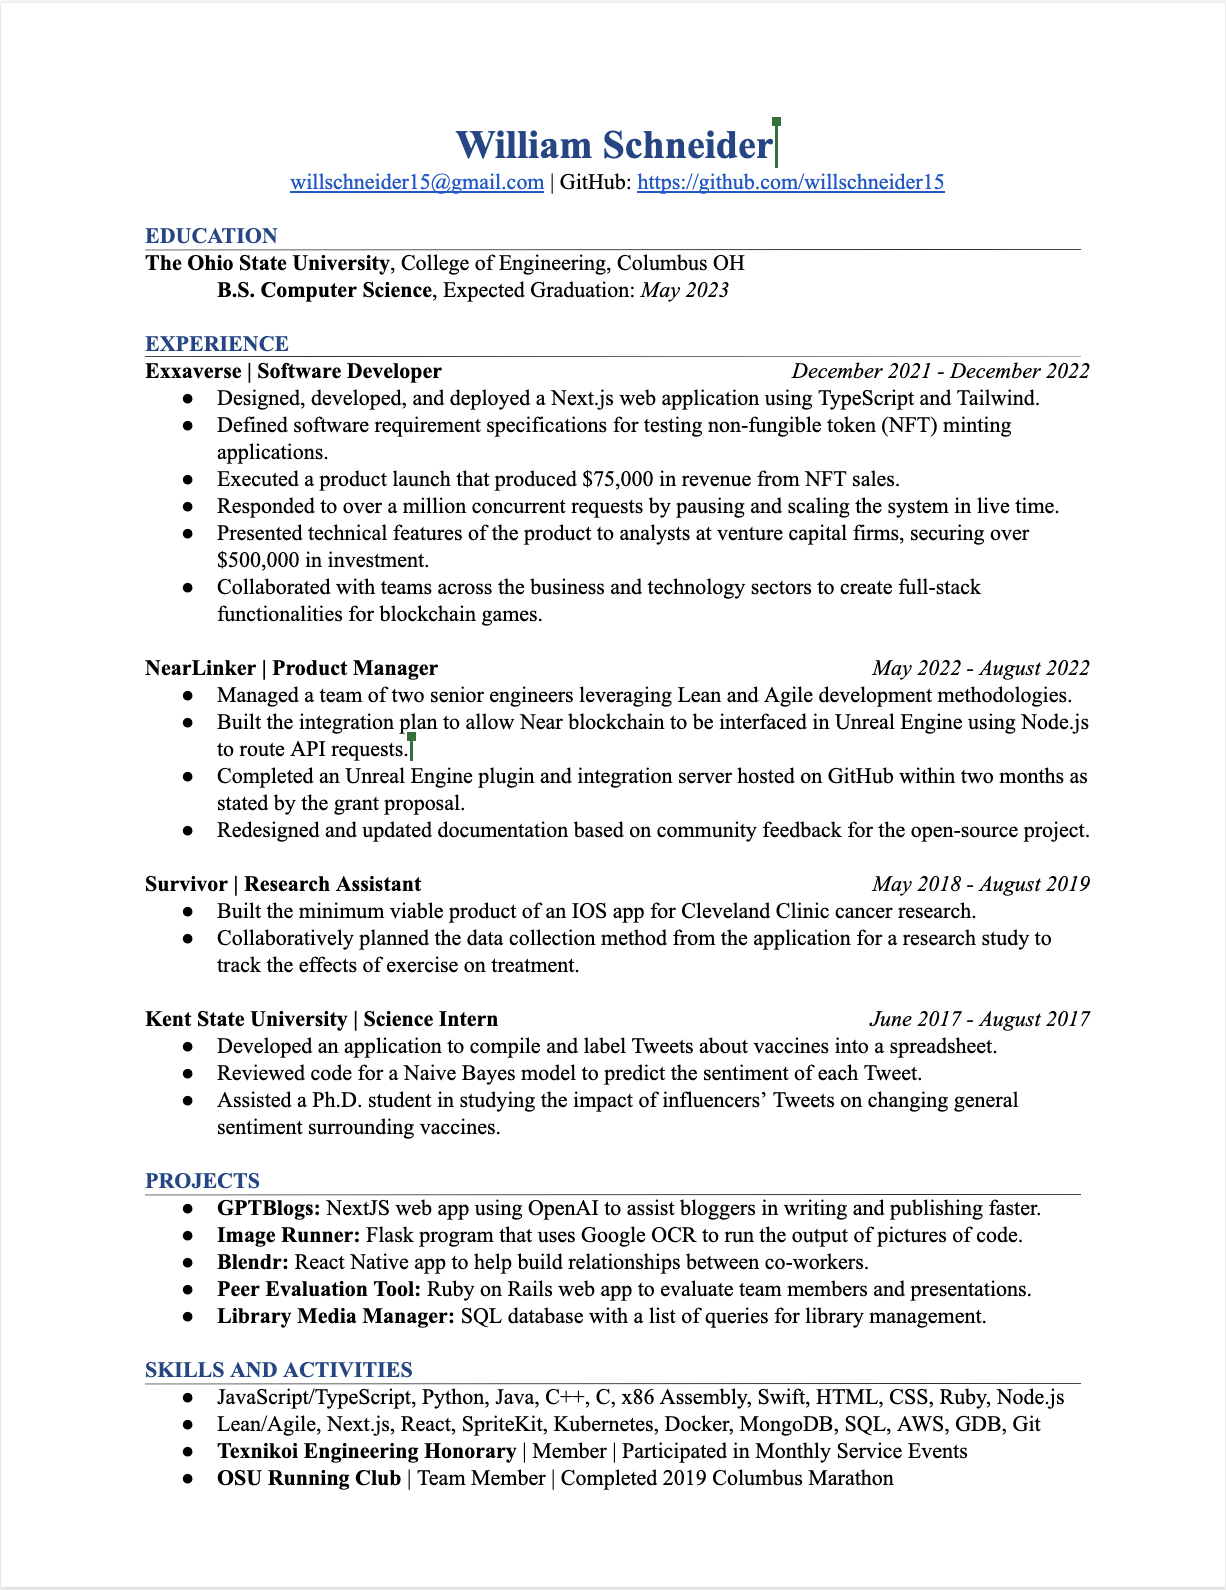 William Schneider
willschneider15@gmail.com | GitHub: https://github.com/willschneider15
EDUCATION
The Ohio State University, College of Engineering, Columbus OH
B.S. Computer Science, Expected Graduation: May 2023
EXPERIENCE
Exxaverse | Software Developer December 2021 - December 2022
● Designed, developed, and deployed a Next.js web application using TypeScript and Tailwind.
● Defined software requirement specifications for testing non-fungible token (NFT) minting
applications.
● Executed a product launch that produced $75,000 in revenue from NFT sales.
● Responded to over a million concurrent requests by pausing and scaling the system in live time.
● Presented technical features of the product to analysts at venture capital firms, securing over
$500,000 in investment.
● Collaborated with teams across the business and technology sectors to create full-stack
functionalities for blockchain games.
NearLinker | Product Manager May 2022 - August 2022
● Managed a team of two senior engineers leveraging Lean and Agile development methodologies.
● Built the integration plan to allow Near blockchain to be interfaced in Unreal Engine using Node.js
to route API requests.
● Completed an Unreal Engine plugin and integration server hosted on GitHub within two months as
stated by the grant proposal.
● Redesigned and updated documentation based on community feedback for the open-source project.
Survivor | Research Assistant May 2018 - August 2019
● Built the minimum viable product of an IOS app for Cleveland Clinic cancer research.
● Collaboratively planned the data collection method from the application for a research study to
track the effects of exercise on treatment.
Kent State University | Science Intern June 2017 - August 2017
● Developed an application to compile and label Tweets about vaccines into a spreadsheet.
● Reviewed code for a Naive Bayes model to predict the sentiment of each Tweet.
● Assisted a Ph.D. student in studying the impact of influencers’ Tweets on changing general
sentiment surrounding vaccines.
PROJECTS
● GPTBlogs: NextJS web app using OpenAI to assist bloggers in writing and publishing faster.
● Image Runner: Flask program that uses Google OCR to run the output of pictures of code.
● Blendr: React Native app to help build relationships between co-workers.
● Peer Evaluation Tool: Ruby on Rails web app to evaluate team members and presentations.
● Library Media Manager: SQL database with a list of queries for library management.
SKILLS AND ACTIVITIES
● JavaScript/TypeScript, Python, Java, C++, C, x86 Assembly, Swift, HTML, CSS, Ruby, Node.js
● Lean/Agile, Next.js, React, SpriteKit, Kubernetes, Docker, MongoDB, SQL, AWS, GDB, Git
● Texnikoi Engineering Honorary | Member | Participated in Monthly Service Events
● OSU Running Club | Team Member | Completed 2019 Columbus Marathon